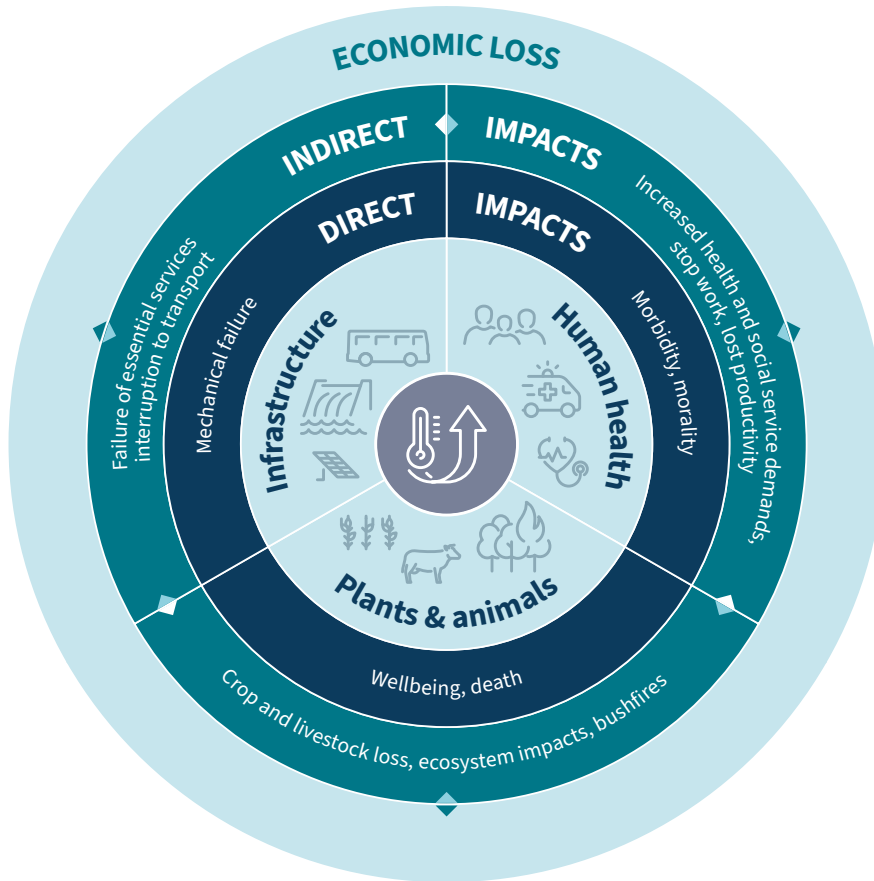 ECONOMIC LOSS
INDIRECT IMPACTS
DIRECT IMPACTS
Failure of essential services
interruption to transport
Mechanical failure
Infrastructure
Human health
Morbidity, morality
Increased health and social service demands,
stop work, lost productivity
Plants & animals
Wellbeing, death
Crop and livestock loss, ecosystem impacts, bushfires